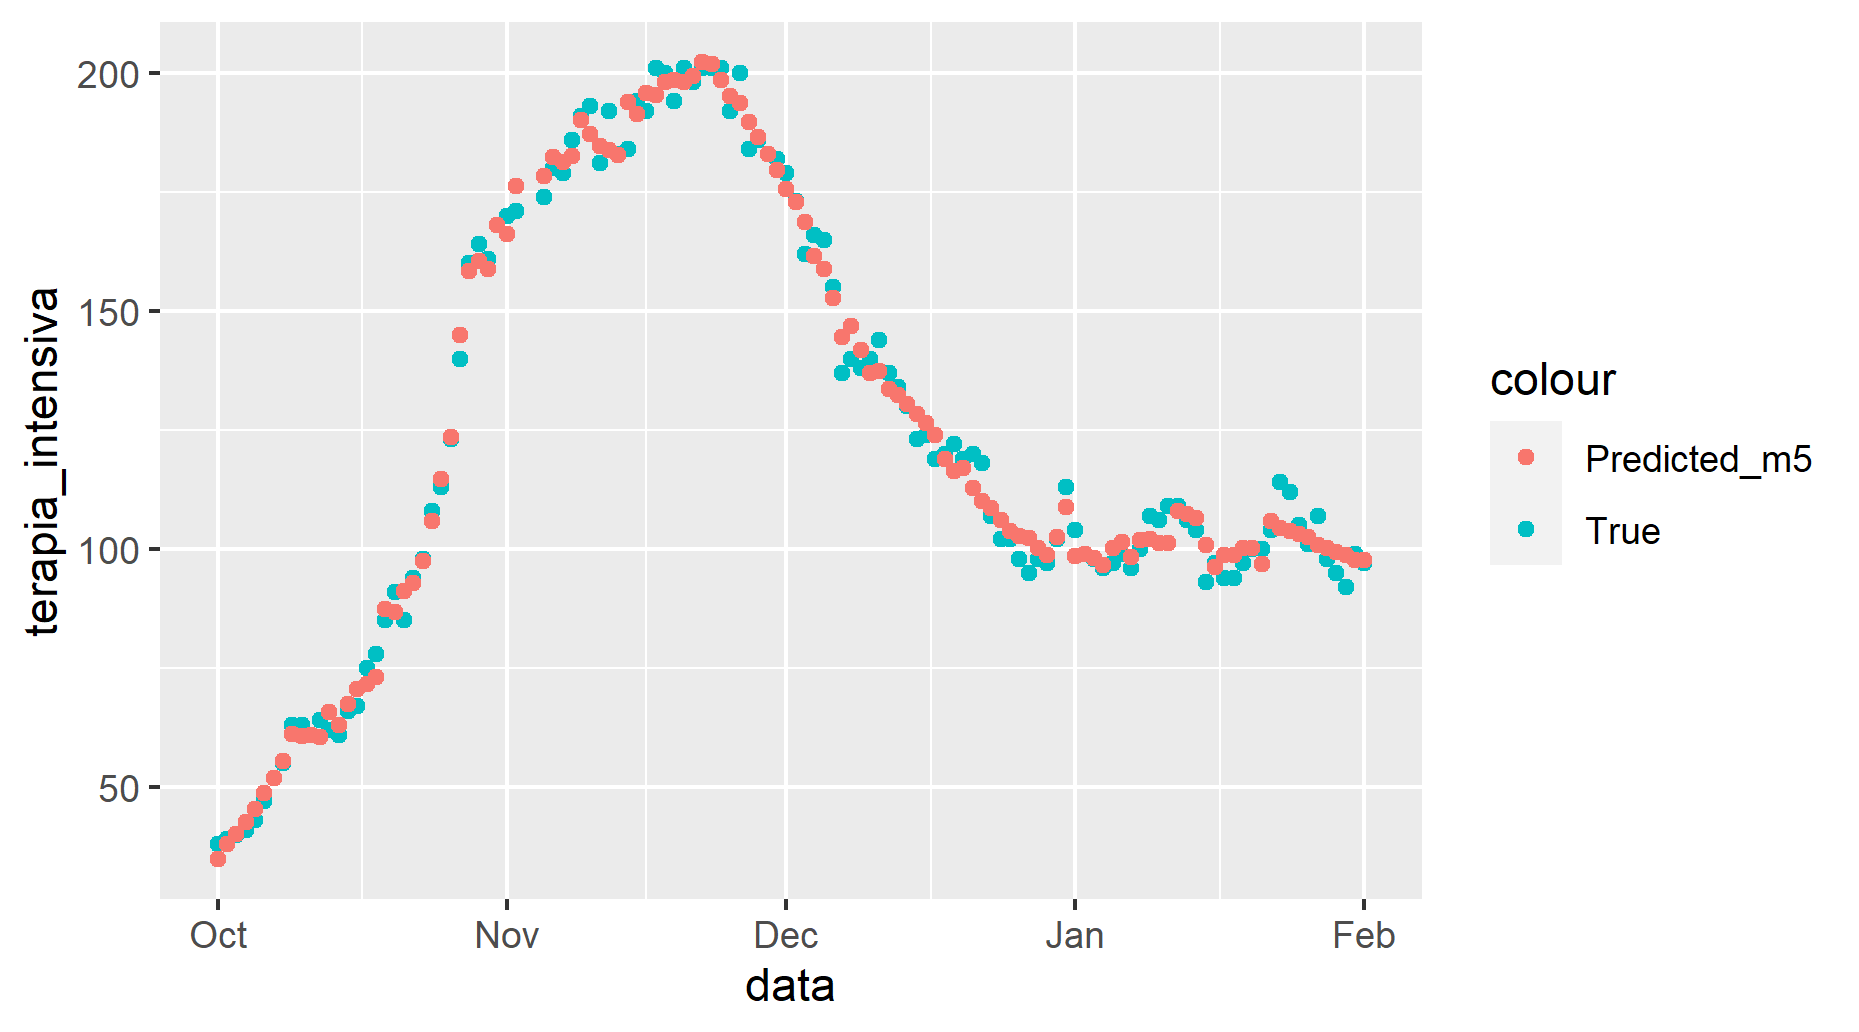 200
150
100
50
terapia_intensiva
Oct
Nov
Dec
Jan
Feb
data
colour
Predicted_m5
True